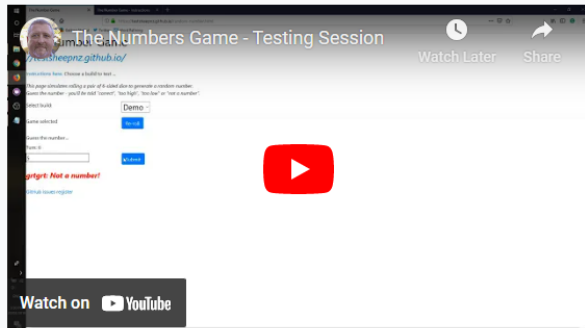 The Numbers Game - Testing Session
Watch Later
Share
//testsheepnz.github.io/
Instructions here. Choose a build to test ...
This page simulates rolling a pair of 6-sided dice to generate a random number.
Guess the number - you'll be told "correct", "too high", "too low" or "not a number".
Select build:
Demo
Game selected
Re-roll
Guess the number...
Submit
grtgrt: Not a number!
GitHub issues register
Watch on YouTube